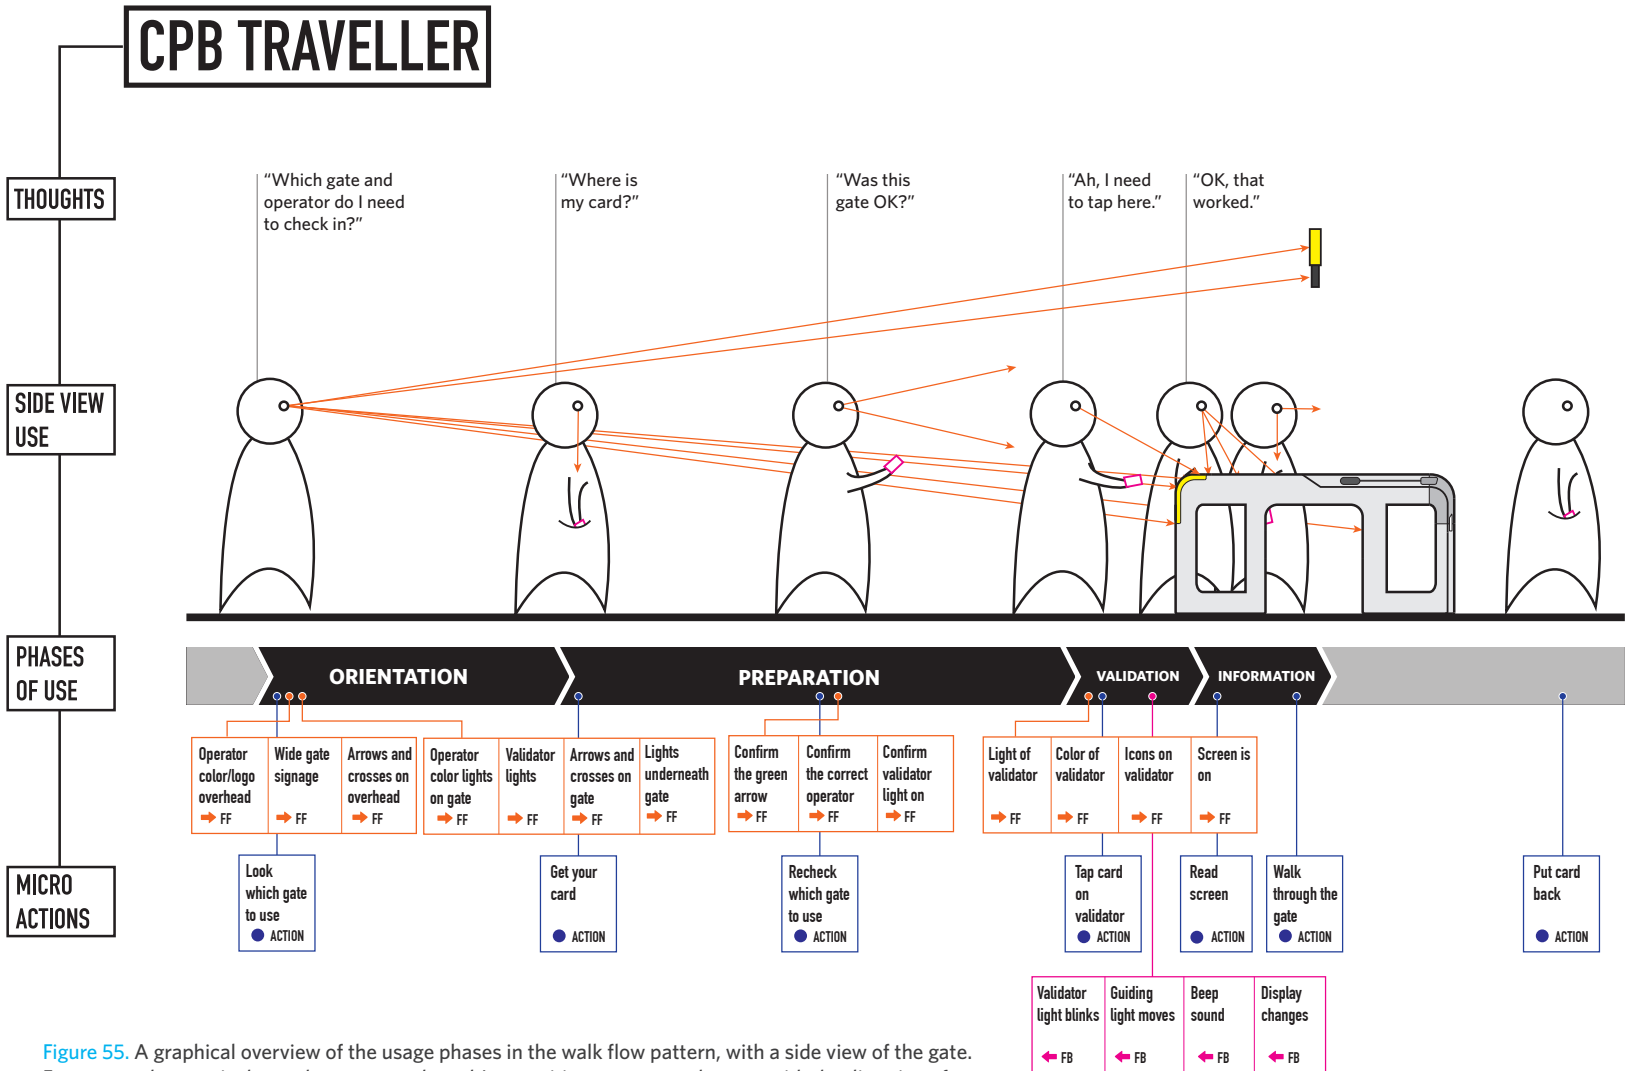 CPB TRAVELLER
THOUGHTS
“Which gate and
operator do I need
to check in?”
“Where is
my card?”
“Was this
gate OK?”
“Ah, I need
to tap here.”
“OK, that
worked.”
SIDE VIEW
USE
PHASES
OF USE
ORIENTATION
PREPARATION
VALIDATION
INFORMATION
Operator
color/logo
overhead
FF
Wide gate
signage
FF
Arrows and
crosses on
overhead
FF
Operator
color lights
on gate
FF
Validator
lights
FF
Arrows and
crosses on
gate
FF
Lights
underneath
gate
FF
Confirm
the green
arrow
FF
Confirm
the correct
operator
FF
Confirm
validator
light on
FF
Light of
validator
FF
Color of
validator
FF
Icons on
validator
FF
Screen is
on
FF
MICRO
ACTIONS
Look
which gate
to use
ACTION
Get your
card
ACTION
Recheck
which gate
to use
ACTION
Tap card
on
validator
ACTION
Read
screen
ACTION
Walk
through the
gate
ACTION
Put card
back
ACTION
Validator
light blinks
FB
Guiding
light moves
FB
Beep
sound
FB
Display
changes
FB
Figure 55. A graphical overview of the usage phases in the walk flow pattern, with a side view of the gate.